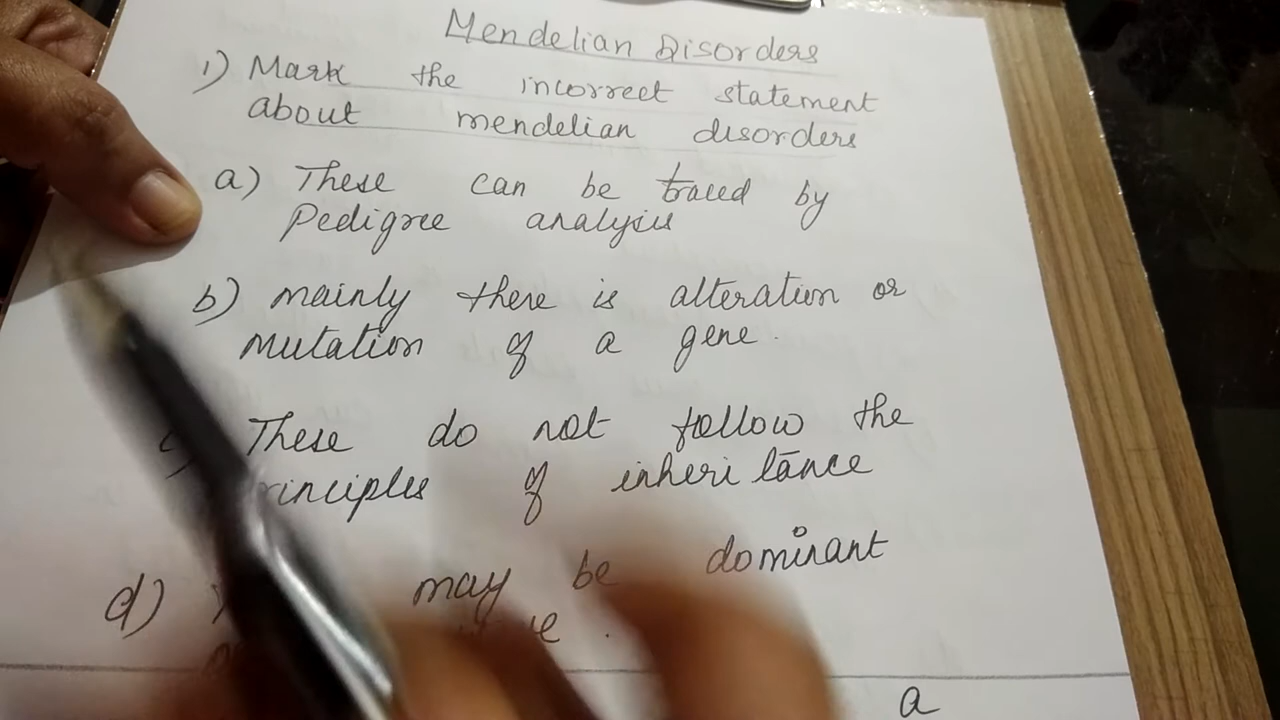 Mendelian Disorders
1) Mark the incorrect statement
about mendelian disorders
a) These can be traced by
Pedigree analysis
b) mainly there is alteration or
mutation of a gene.
These do not follow the
of inheritance
d) may be dominant
a